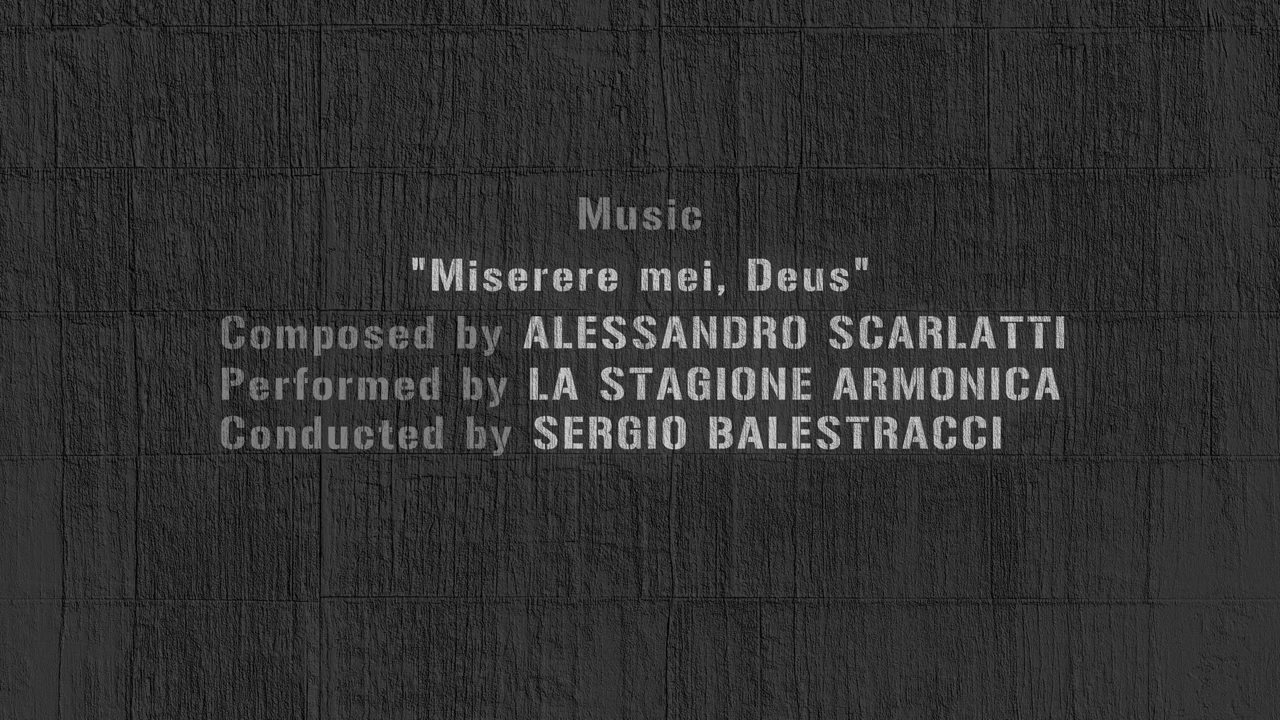 Music
"Miserere mei, Deus"
Composed by ALESSANDRO SCARLATTI
Performed by LA STAGIONE ARMONICA
Conducted by SERGIO BALESTRACCI